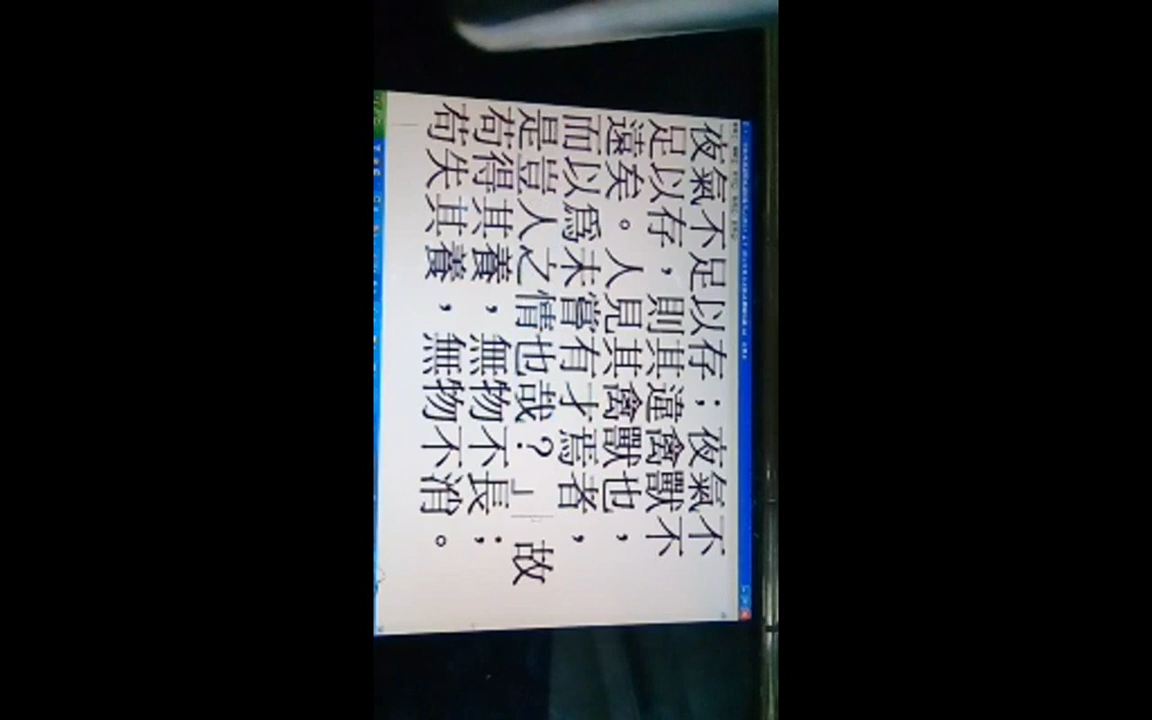 夜氣不足以存；夜氣不
足以存，則其違禽獸不
遠矣。人見其禽獸也，
而以爲未嘗有才焉者，
是豈人之情也哉？」故
苟得其養，無物不長；
苟失其養，無物不消。